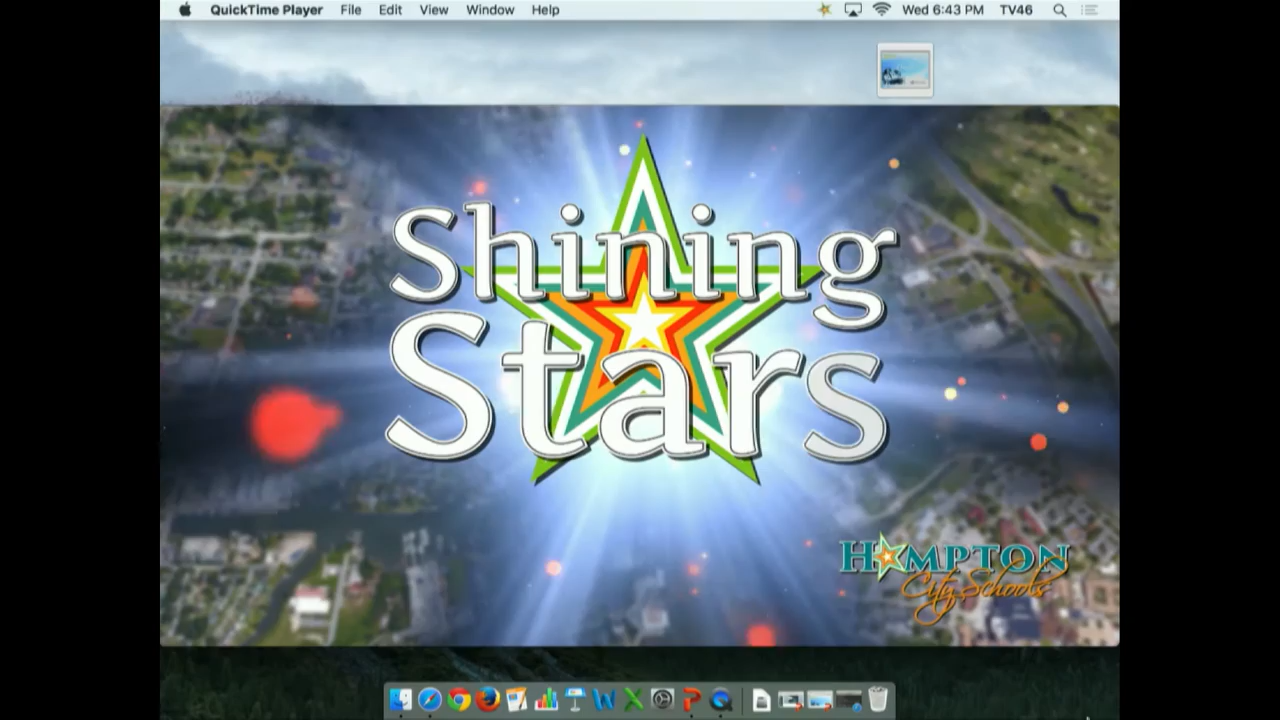 QuickTime Player File Edit View Window Help Wed 6:43 PM TV46
Shining
Stars
HAMPTON
City Schools